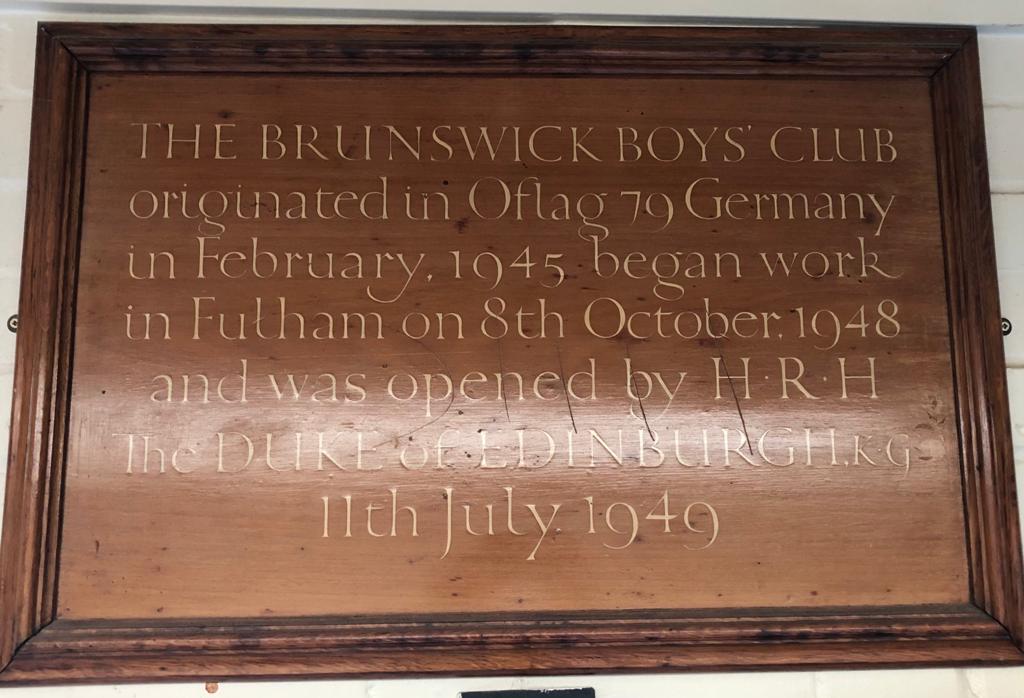 THE BRUNSWICK BOYS' CLUB
originated in Oflag 79 Germany
in February, 1945 began work
in Fulham on 8th October, 1948
and was opened by H·R·H
The DUKE of EDINBURGH, K·G
11th July 1949